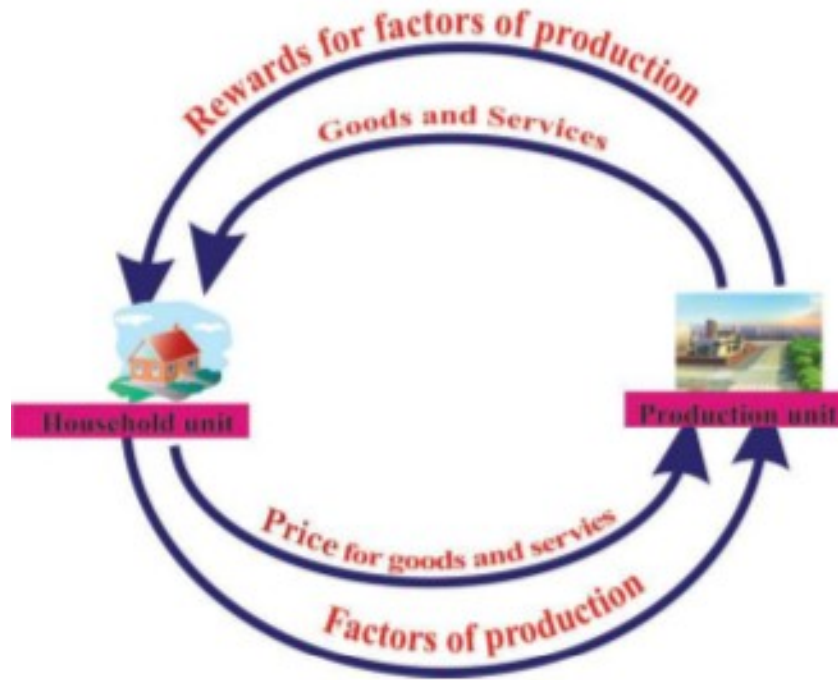 Rewards for factors of production
Goods and Services
Household unit
Production unit
Price for goods and servies
Factors of production